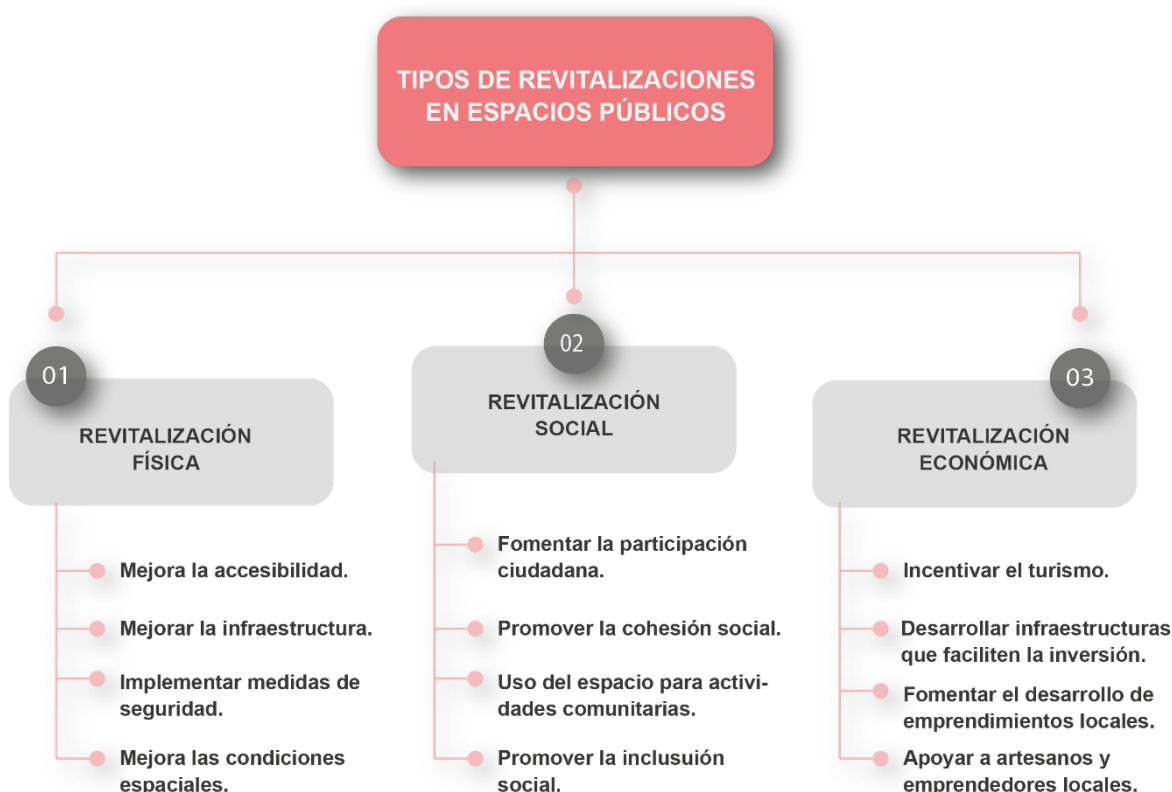 TIPOS DE REVITALIZACIONES
EN ESPACIOS PÚBLICOS
01
REVITALIZACIÓN
FÍSICA
Mejora la accesibilidad.
Mejorar la infraestructura.
Implementar medidas de
seguridad.
Mejora las condiciones
espaciales.
02
REVITALIZACIÓN
SOCIAL
Fomentar la participación
ciudadana.
Promover la cohesión social.
Uso del espacio para activi-
dades comunitarias.
Promover la inclusuión
social.
03
REVITALIZACIÓN
ECONÓMICA
Incentivar el turismo.
Desarrollar infraestructuras
que faciliten la inversión.
Fomentar el desarrollo de
emprendimientos locales.
Apoyar a artesanos y
emprendedores locales.